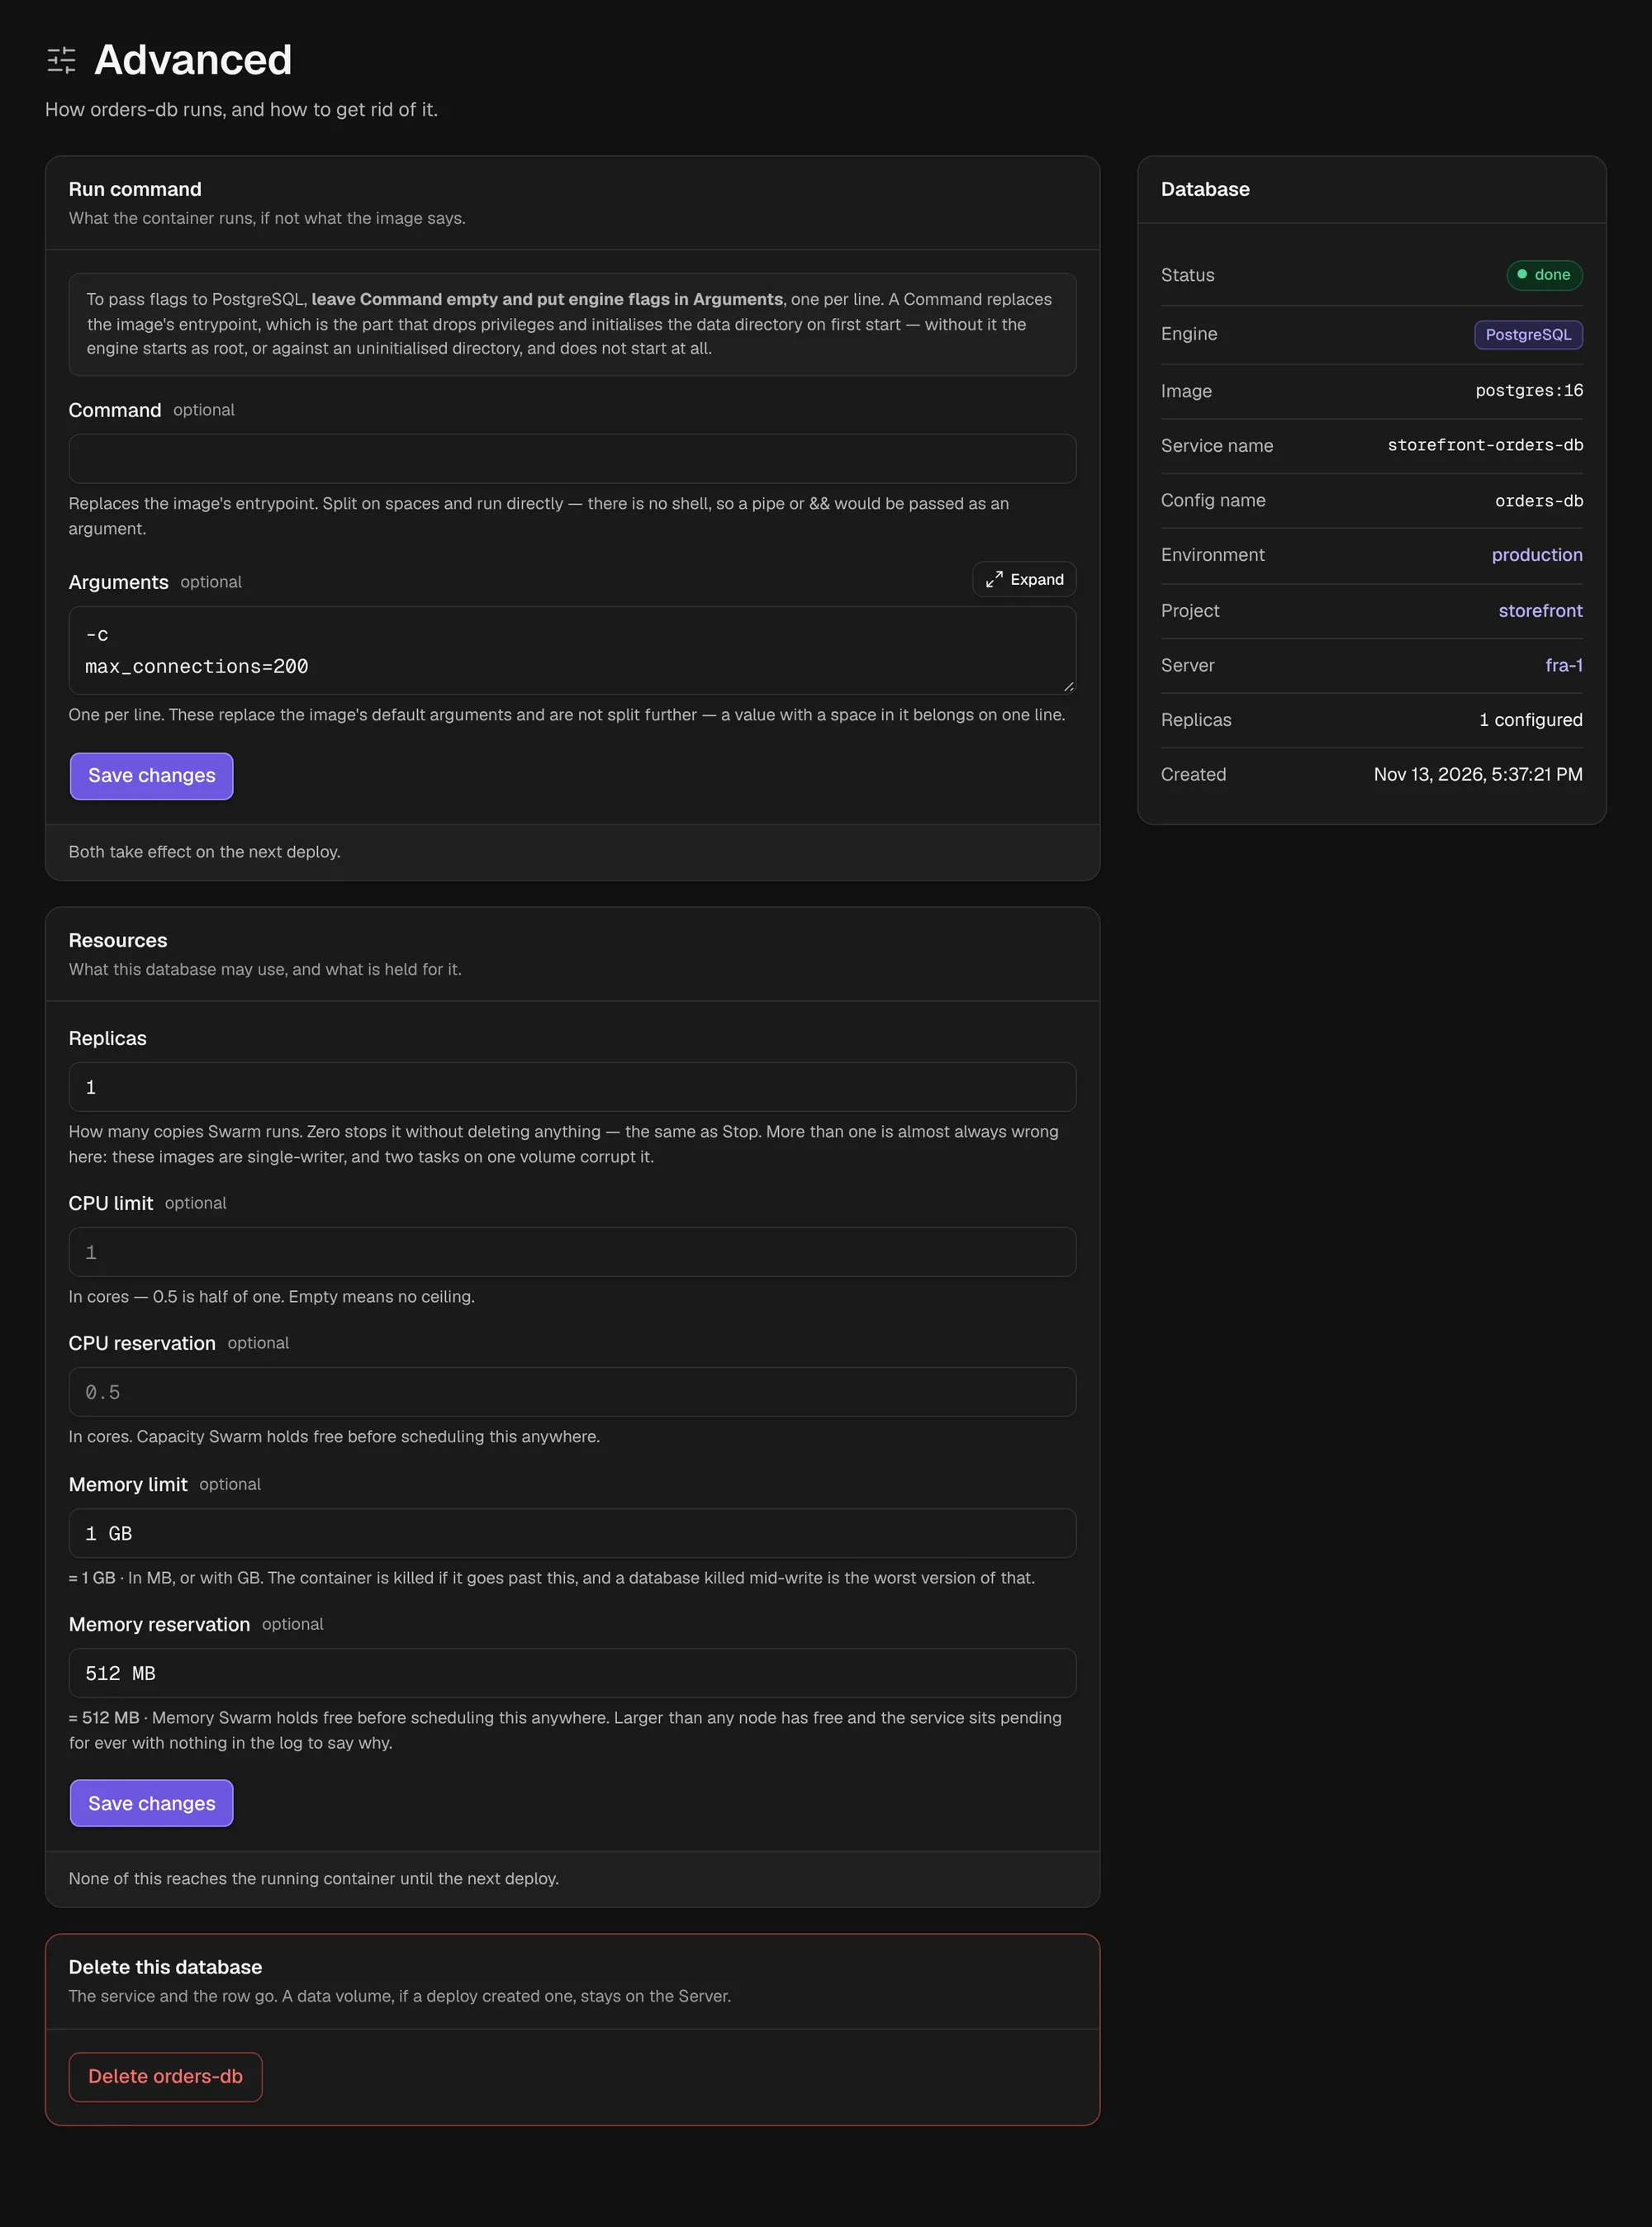 Advanced
How orders-db runs, and how to get rid of it.
Run command
What the container runs, if not what the image says.
To pass flags to PostgreSQL, leave Command empty and put engine flags in Arguments, one per line. A Command replaces
the image's entrypoint, which is the part that drops privileges and initialises the data directory on first start — without it the
engine starts as root, or against an uninitialised directory, and does not start at all.
Command optional
Replaces the image's entrypoint. Split on spaces and run directly — there is no shell, so a pipe or && would be passed as an
argument.
Arguments optional
Expand
-c
max_connections=200
One per line. These replace the image's default arguments and are not split further — a value with a space in it belongs on one line.
Save changes
Both take effect on the next deploy.
Resources
What this database may use, and what is held for it.
Replicas
1
How many copies Swarm runs. Zero stops it without deleting anything — the same as Stop. More than one is almost always wrong
here: these images are single-writer, and two tasks on one volume corrupt it.
CPU limit optional
1
In cores — 0.5 is half of one. Empty means no ceiling.
CPU reservation optional
0.5
In cores. Capacity Swarm holds free before scheduling this anywhere.
Memory limit optional
1 GB
= 1 GB · In MB, or with GB. The container is killed if it goes past this, and a database killed mid-write is the worst version of that.
Memory reservation optional
512 MB
= 512 MB · Memory Swarm holds free before scheduling this anywhere. Larger than any node has free and the service sits pending
for ever with nothing in the log to say why.
Save changes
None of this reaches the running container until the next deploy.
Delete this database
The service and the row go. A data volume, if a deploy created one, stays on the Server.
Delete orders-db
Database
Status done
Engine PostgreSQL
Image postgres:16
Service name storefront-orders-db
Config name orders-db
Environment production
Project storefront
Server fra-1
Replicas 1 configured
Created Nov 13, 2026, 5:37:21 PM